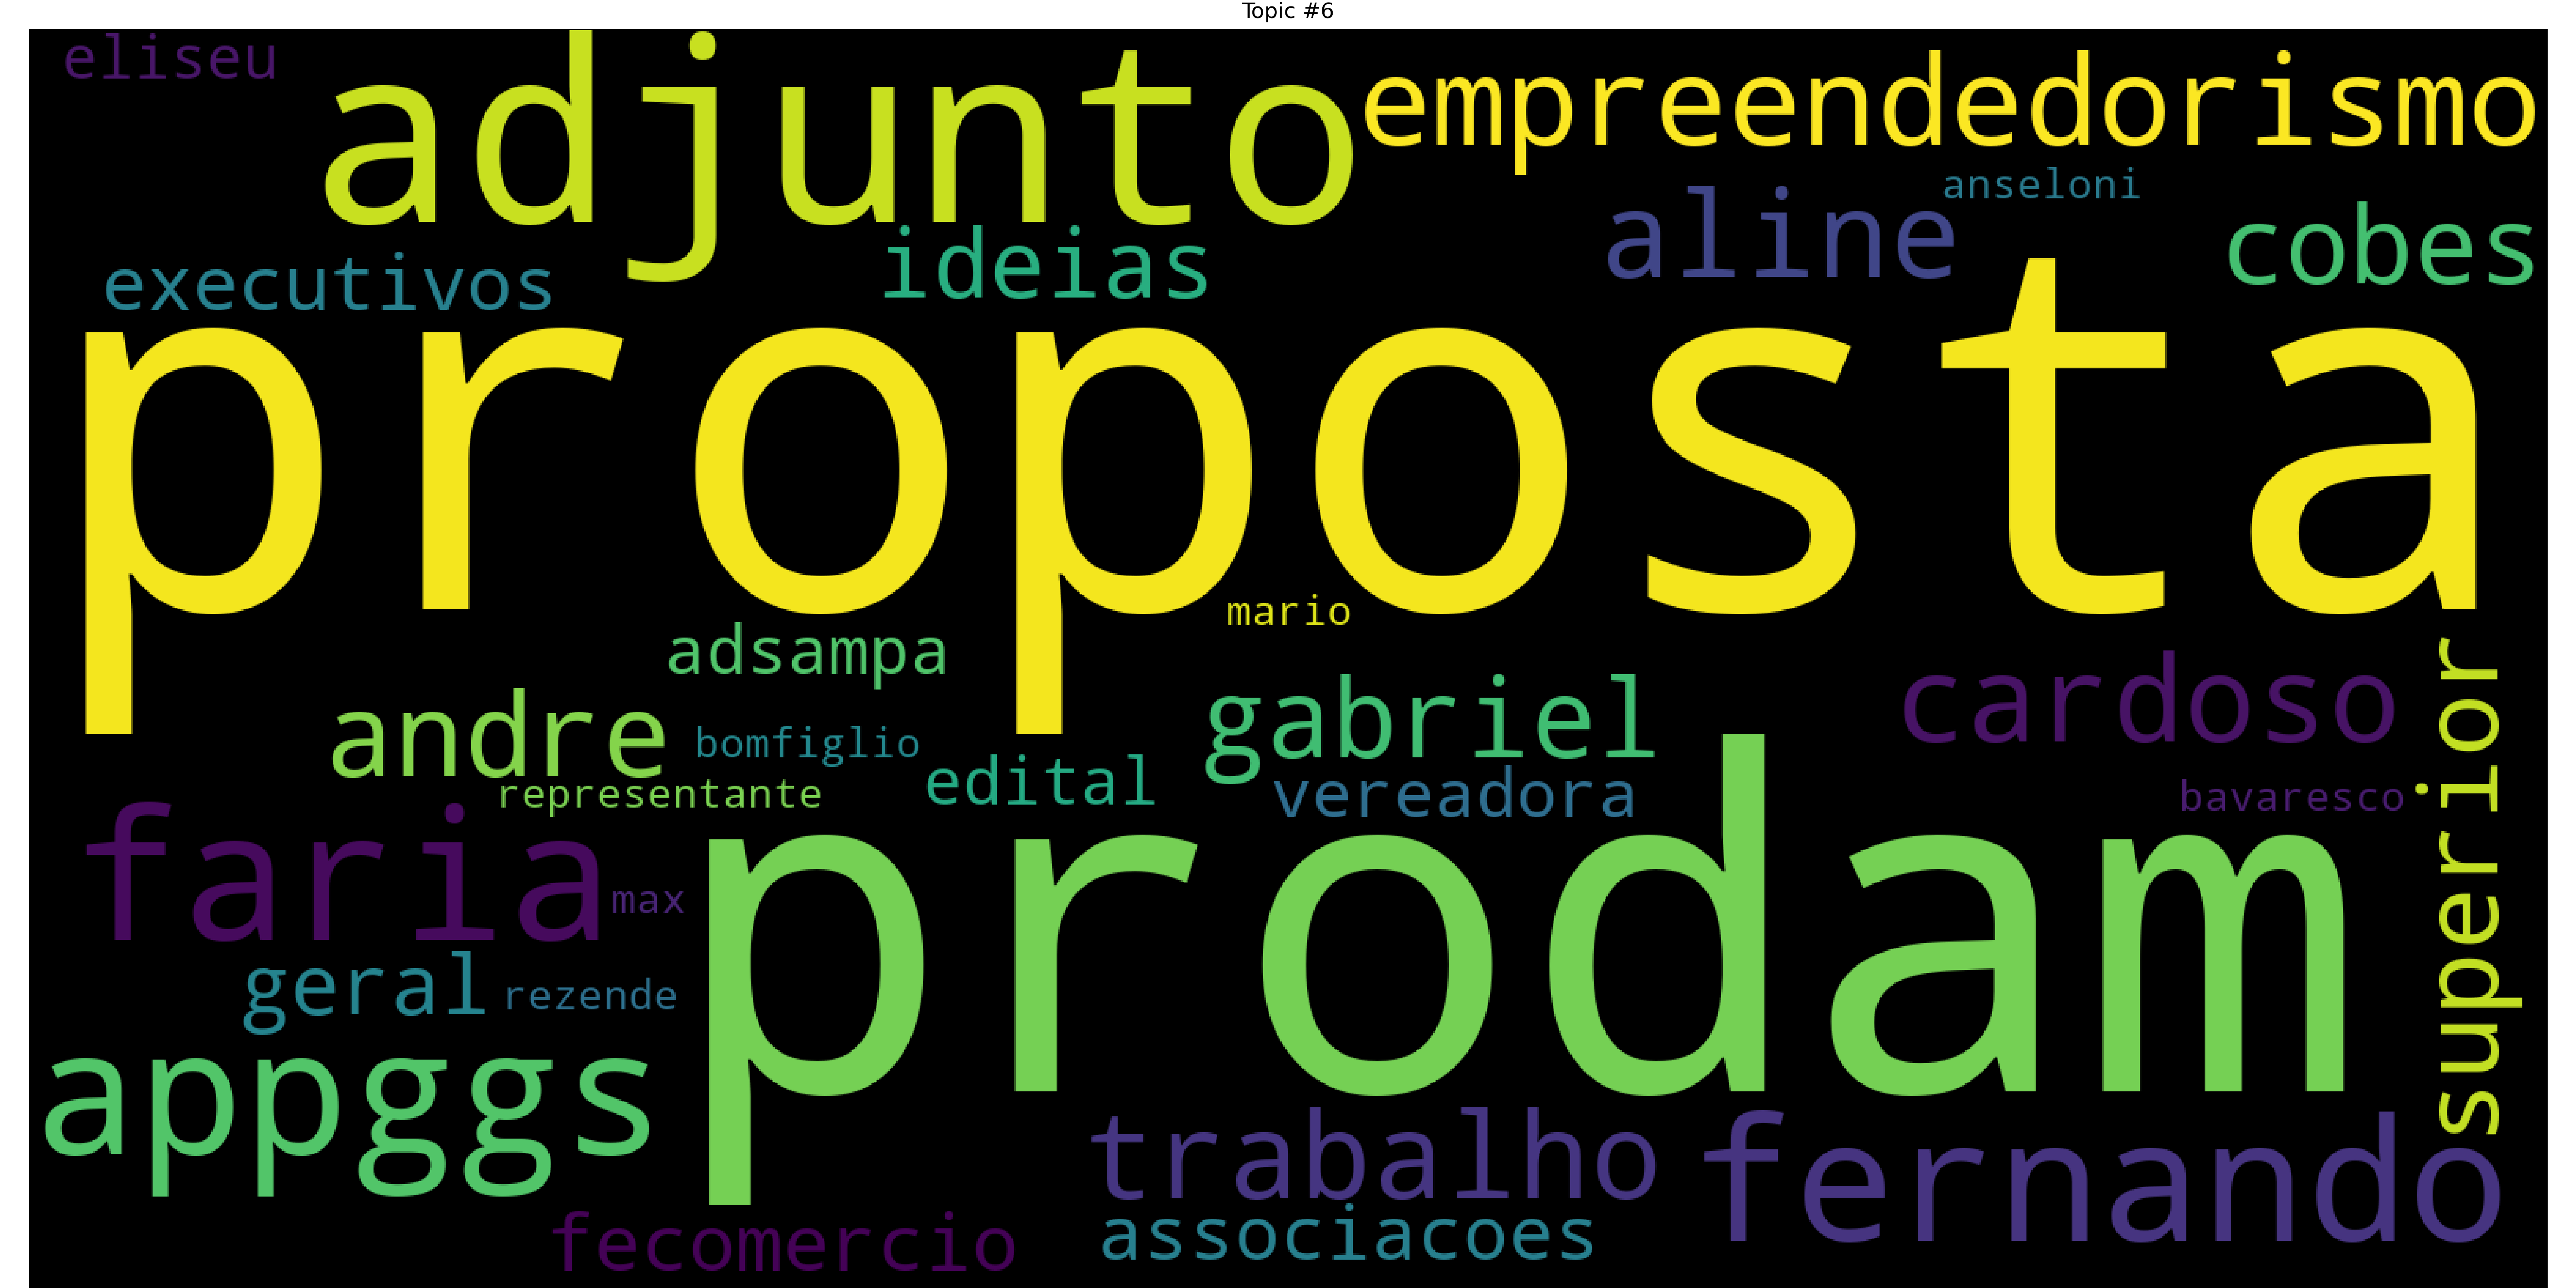 Topic #6
eliseu
adjunto
empreendedorismo
anseloni
aline
cobes
executivos
ideias
proposta
mario
adsampa
andre
bomfiglio
gabriel
cardoso
superior
representante
edital
vereadora
bavaresco
faria
max
prodam
geral
rezende
appggs
trabalho
fernando
fecomercio
associacoes